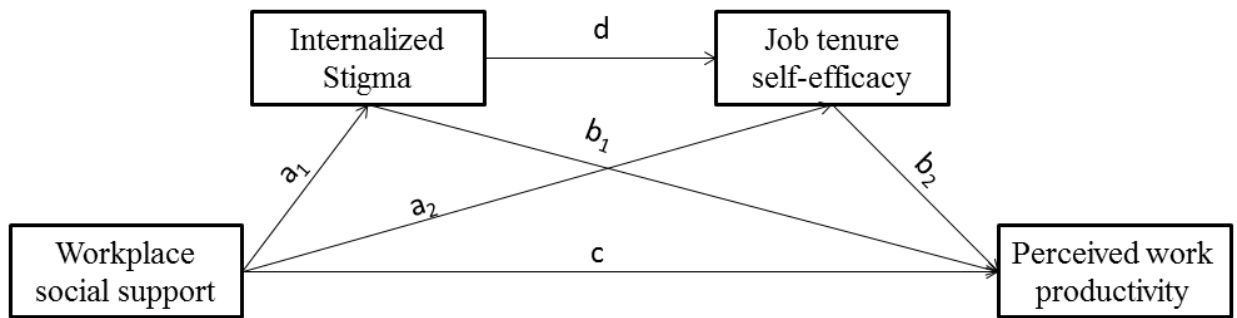 Internalized
Stigma
d
Job tenure
self-efficacy
a₁
b₁
a₂
b₂
Workplace
social support
c
Perceived work
productivity